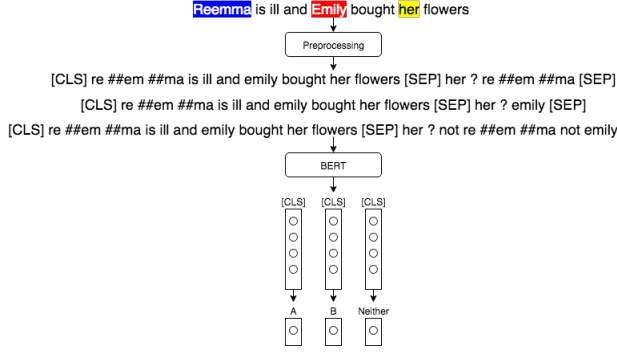 Reemma is ill and Emily bought her flowers
Preprocessing
[CLS] re ##em ##ma is ill and emily bought her flowers [SEP] her ? re ##em ##ma [SEP]
[CLS] re ##em ##ma is ill and emily bought her flowers [SEP] her ? emily [SEP]
[CLS] re ##em ##ma is ill and emily bought her flowers [SEP] her ? not re ##em ##ma not emily
BERT
[CLS] [CLS] [CLS]
A B Neither